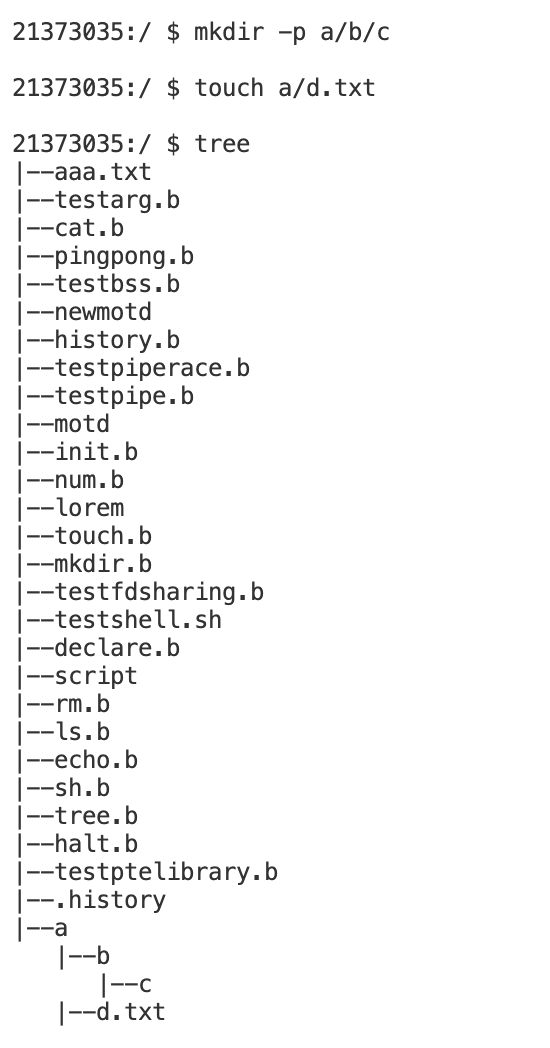 21373035:/ $ mkdir -p a/b/c
21373035:/ $ touch a/d.txt
21373035:/ $ tree
|--aaa.txt
|--testarg.b
|--cat.b
|--pingpong.b
|--testbss.b
|--newmotd
|--history.b
|--testpiperace.b
|--testpipe.b
|--motd
|--init.b
|--num.b
|--lorem
|--touch.b
|--mkdir.b
|--testfdsharing.b
|--testshell.sh
|--declare.b
|--script
|--rm.b
|--ls.b
|--echo.b
|--sh.b
|--tree.b
|--halt.b
|--testptelibrary.b
|--.history
|--a
   |--b
      |--c
   |--d.txt